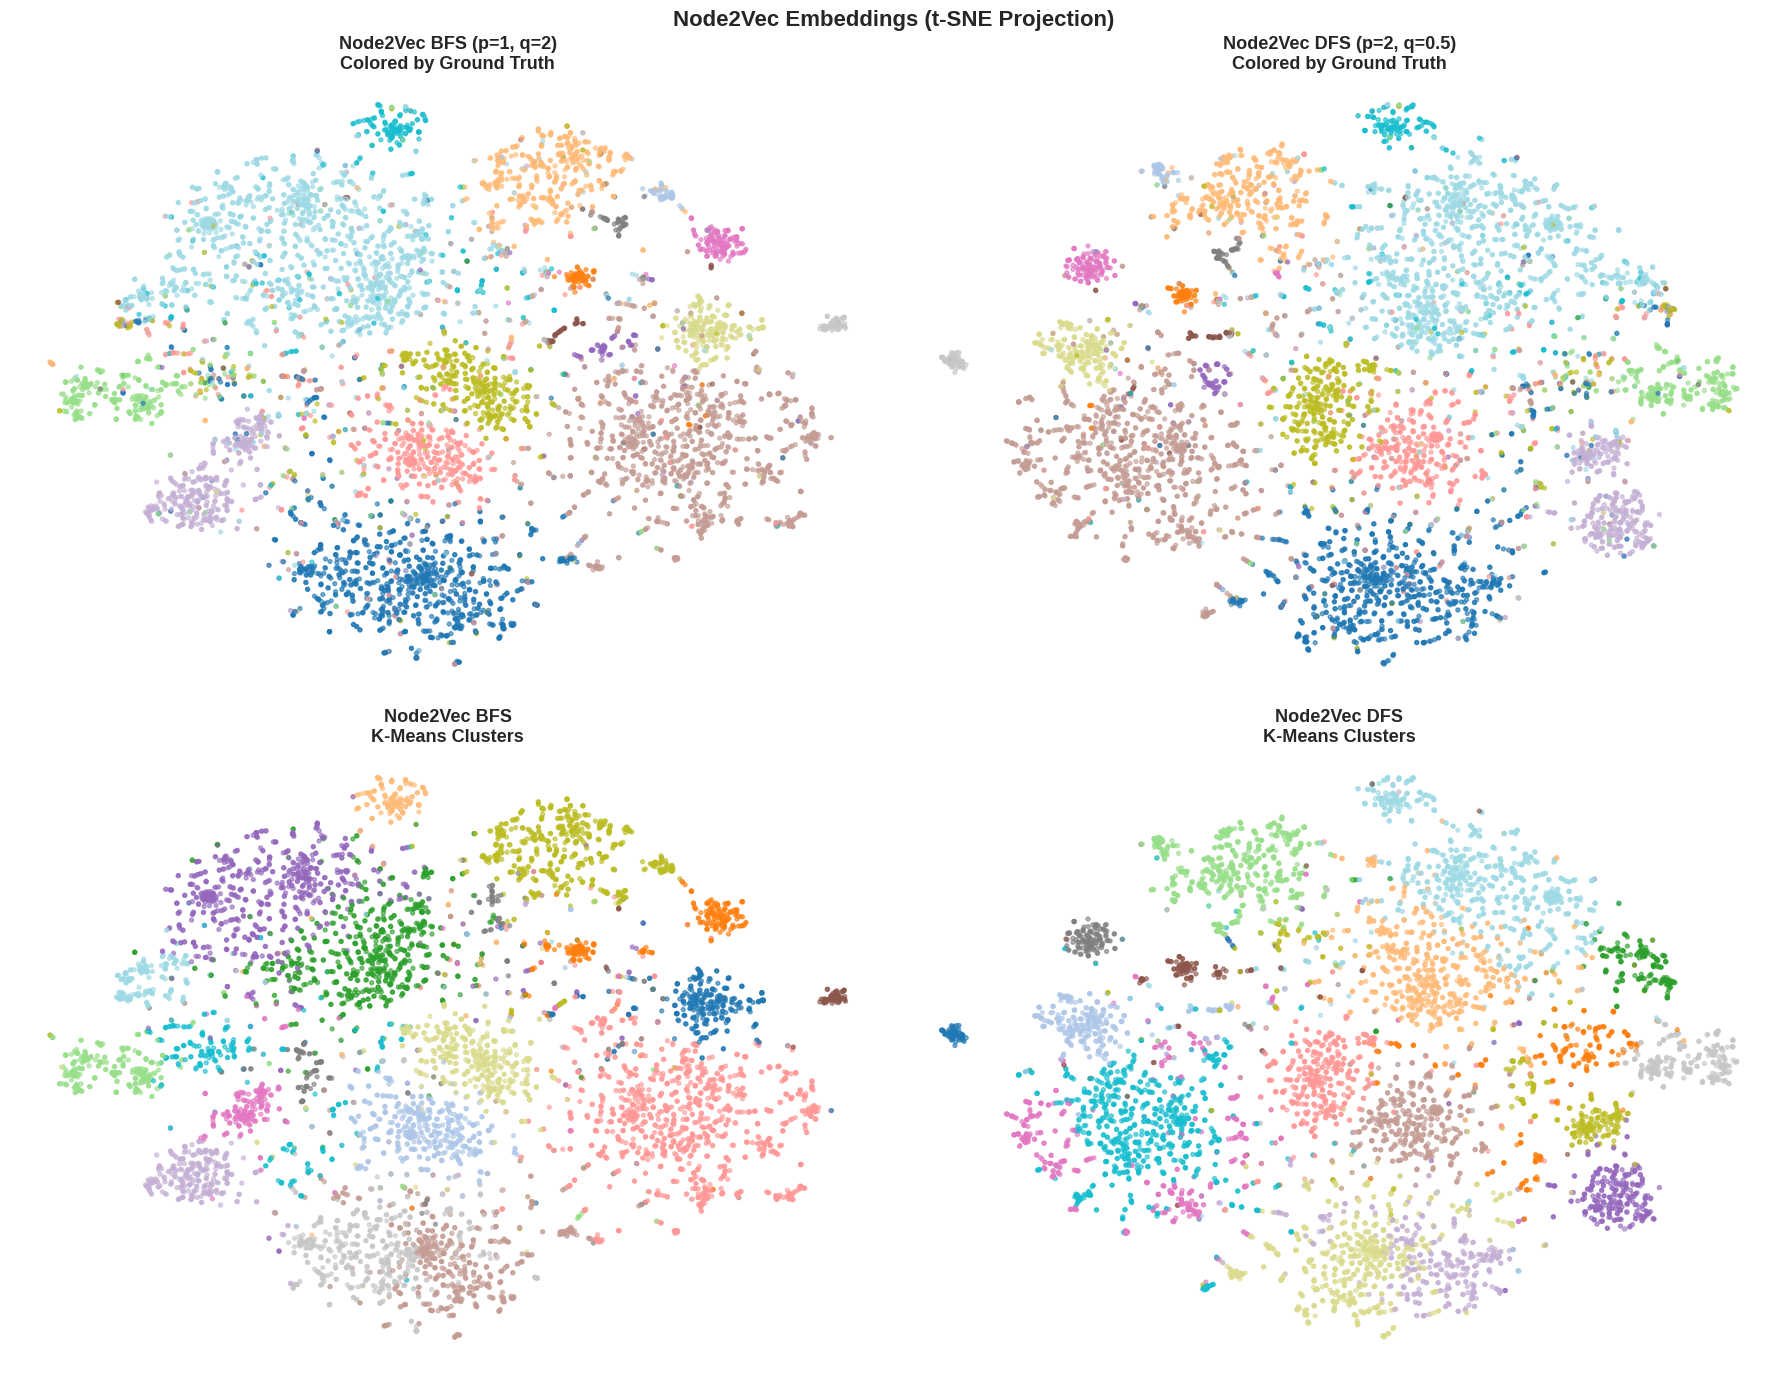 Node2Vec Embeddings (t-SNE Projection)
Node2Vec BFS (p=1, q=2)
Colored by Ground Truth
Node2Vec DFS (p=2, q=0.5)
Colored by Ground Truth
Node2Vec BFS
K-Means Clusters
Node2Vec DFS
K-Means Clusters